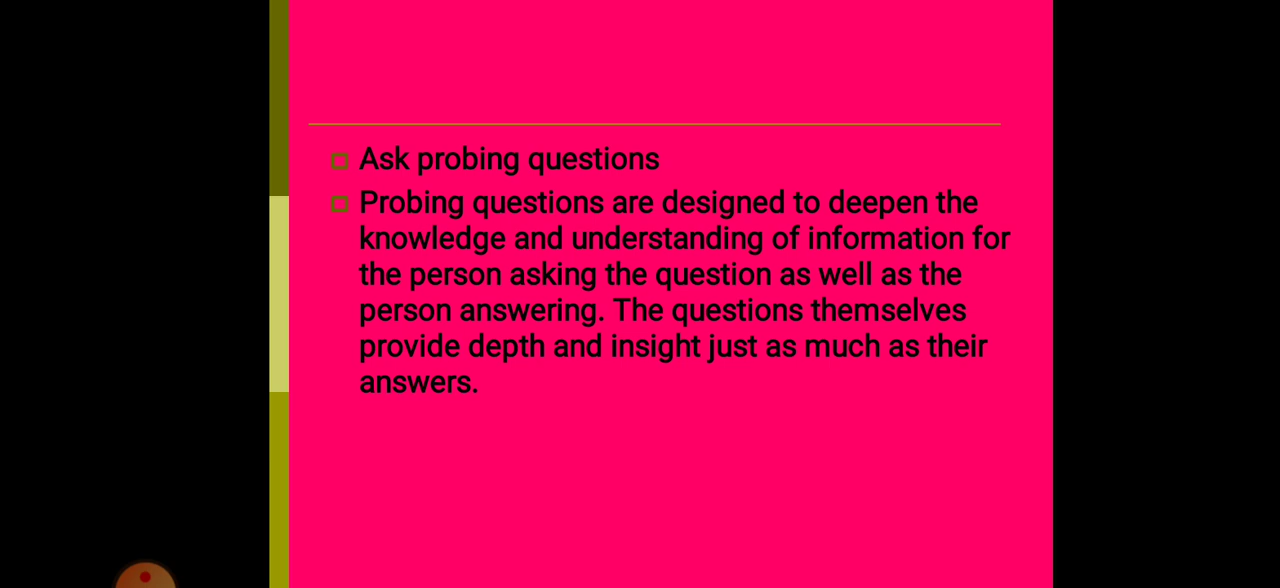 Ask probing questions
Probing questions are designed to deepen the
knowledge and understanding of information for
the person asking the question as well as the
person answering. The questions themselves
provide depth and insight just as much as their
answers.